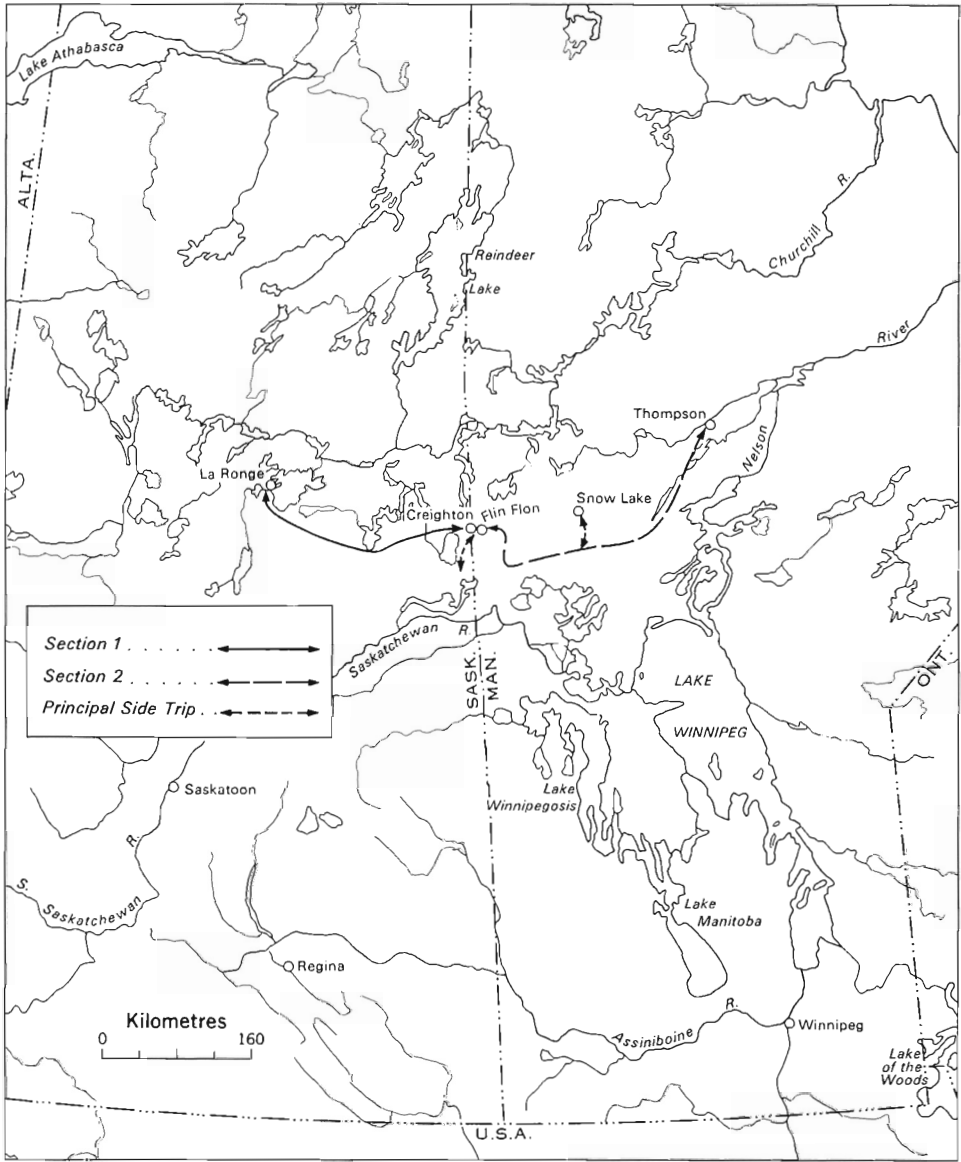 Lake Athabasca
ALTA.
Reindeer
Lake
Churchill R.
River
Nelson
Thompson
La Ronge
Snow Lake
Creighton
Flin Flon
Section 1 . . . . . .
Section 2 . . . . . .
Principal Side Trip . .
Saskatchewan R.
SASK
MAN
LAKE
WINNIPEG
ONT.
Saskatoon
Lake
Winnipegosis
R.
S.
Saskatchewan
Lake
Manitoba
Regina
Kilometres
0 160
Assiniboine R.
Winnipeg
Lake
of the
Woods
U.S.A.